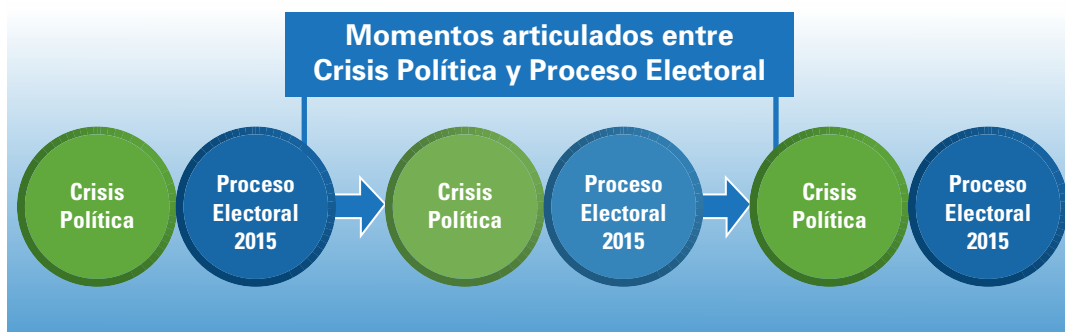 Momentos articulados entre
Crisis Política y Proceso Electoral
Crisis
Política
Proceso
Electoral
2015
Crisis
Política
Proceso
Electoral
2015
Crisis
Política
Proceso
Electoral
2015